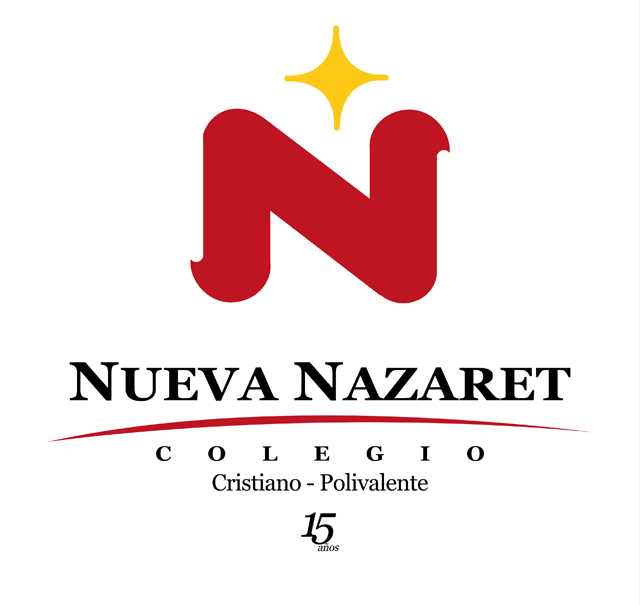 N
NUEVA NAZARET
COLEGIO
Cristiano - Polivalente
15
años